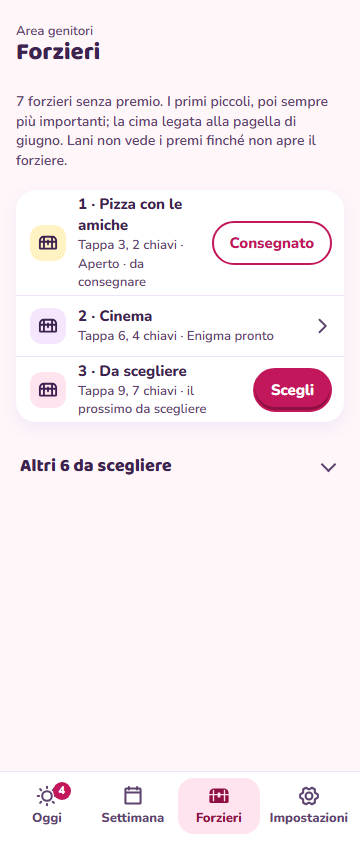 Area genitori
Forzieri
7 forzieri senza premio. I primi piccoli, poi sempre
più importanti; la cima legata alla pagella di
giugno. Lani non vede i premi finché non apre il
forziere.
1 · Pizza con le
amiche
Tappa 3, 2 chiavi ·
Aperto · da
consegnare
Consegnato
2 · Cinema
Tappa 6, 4 chiavi · Enigma pronto
3 · Da scegliere
Tappa 9, 7 chiavi · il
prossimo da scegliere
Scegli
Altri 6 da scegliere
4
Oggi
Settimana
Forzieri
Impostazioni